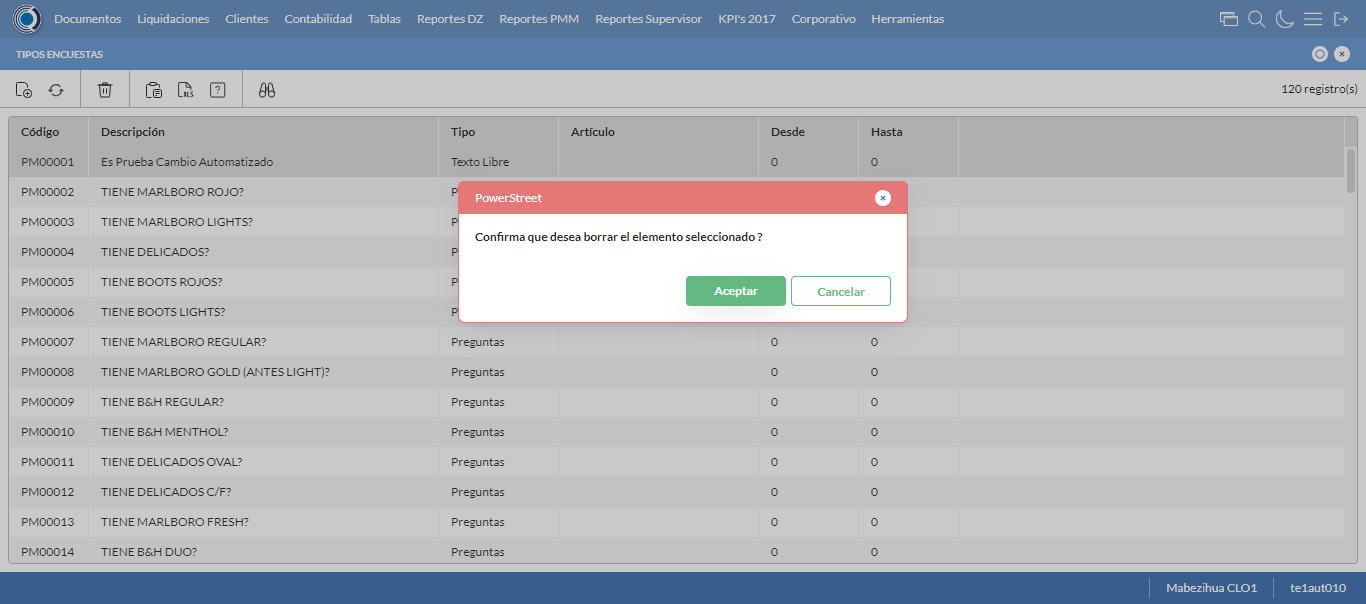 Documentos Liquidaciones Clientes Contabilidad Tablas Reportes DZ Reportes PMM Reportes Supervisor KPI's 2017 Corporativo Herramientas
TIPOS ENCUESTAS
XLS ? 120 registro(s)
Código Descripción Tipo Artículo Desde Hasta
PM00001 Es Prueba Cambio Automatizado Texto Libre 0 0
PM00002 TIENE MARLBORO ROJO? P
PM00003 TIENE MARLBORO LIGHTS? P
PM00004 TIENE DELICADOS? P
PM00005 TIENE BOOTS ROJOS? P
PM00006 TIENE BOOTS LIGHTS? P
PowerStreet
Confirma que desea borrar el elemento seleccionado ?
Aceptar Cancelar
PM00007 TIENE MARLBORO REGULAR? Preguntas 0 0
PM00008 TIENE MARLBORO GOLD (ANTES LIGHT)? Preguntas 0 0
PM00009 TIENE B&H REGULAR? Preguntas 0 0
PM00010 TIENE B&H MENTHOL? Preguntas 0 0
PM00011 TIENE DELICADOS OVAL? Preguntas 0 0
PM00012 TIENE DELICADOS C/F? Preguntas 0 0
PM00013 TIENE MARLBORO FRESH? Preguntas 0 0
PM00014 TIENE B&H DUO? Preguntas 0 0
Mabezihua CLO1 te1aut010